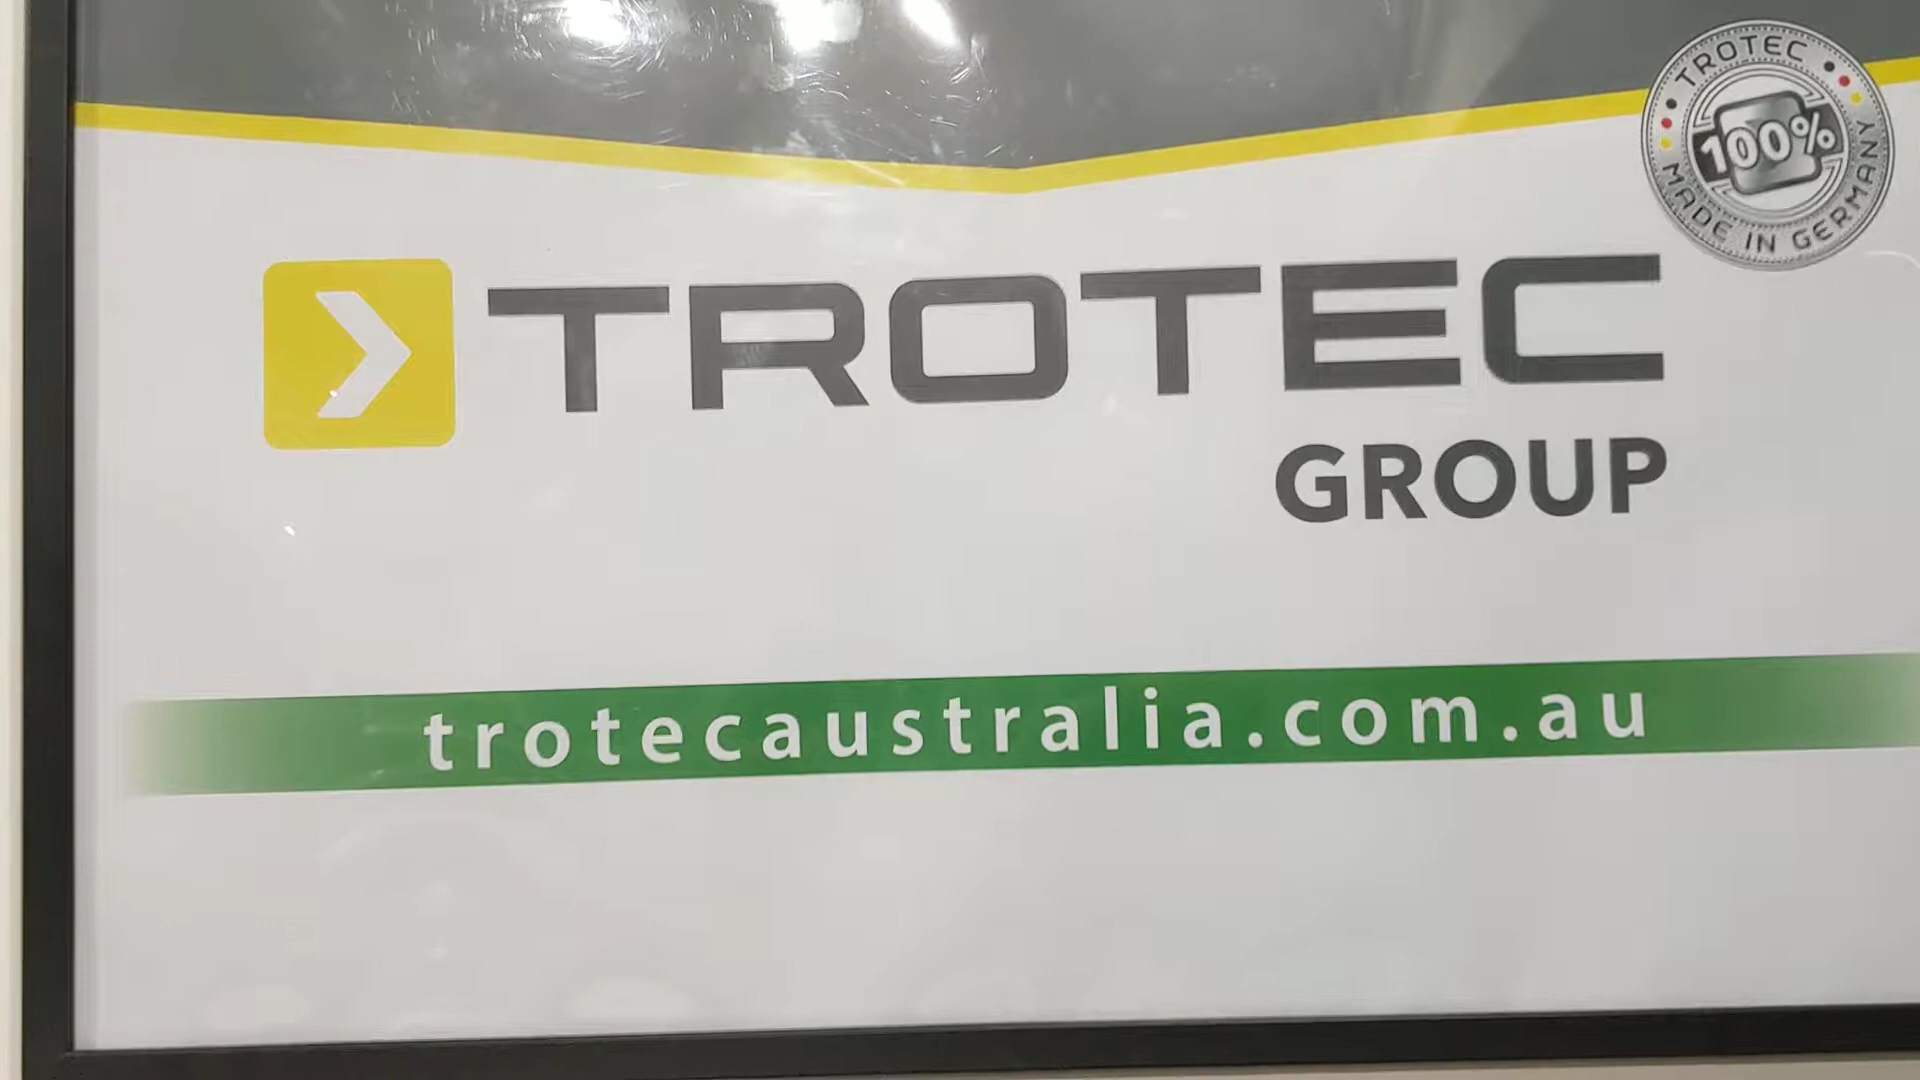 TROTEC
100%
MADE IN GERMANY
TROTEC
GROUP
trotecaustralia.com.au